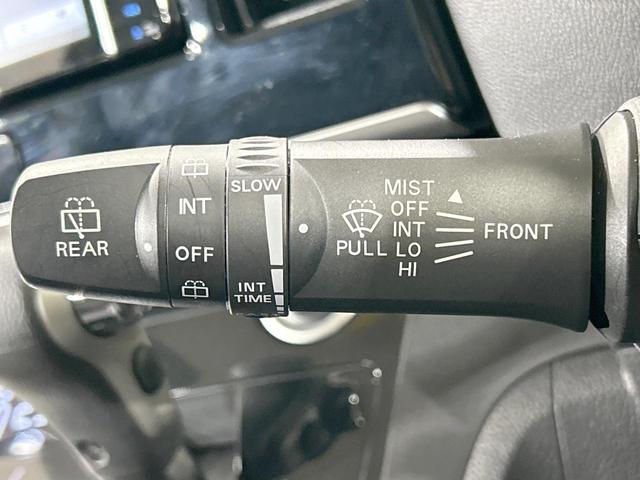 REAR
INT
OFF
SLOW
INT
TIME
PULL
MIST
OFF
INT
LO
HI
FRONT